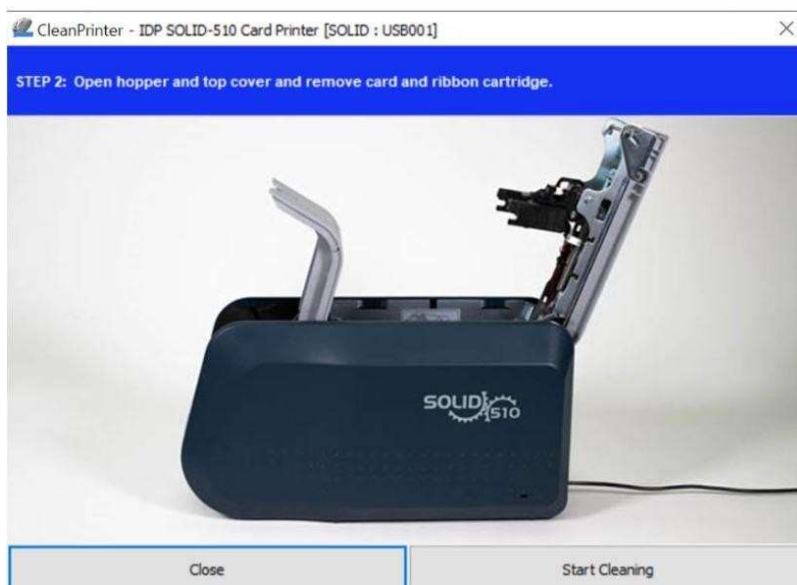 CleanPrinter - IDP SOLID-510 Card Printer [SOLID : USB001]
STEP 2: Open hopper and top cover and remove card and ribbon cartridge.
SOLID
510
Close
Start Cleaning